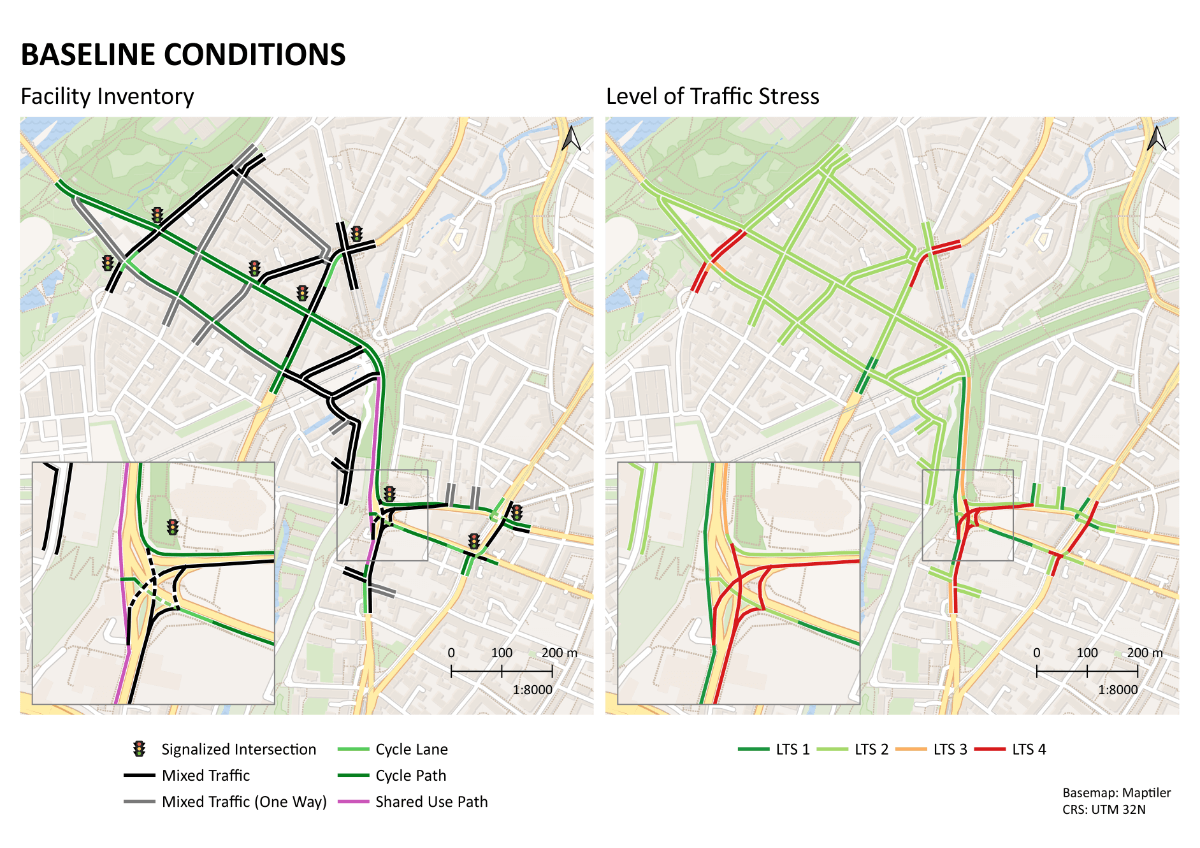 BASELINE CONDITIONS
Facility Inventory
Level of Traffic Stress
0 100 200 m
1:8000
0 100 200 m
1:8000
Signalized Intersection
Mixed Traffic
Mixed Traffic (One Way)
Cycle Lane
Cycle Path
Shared Use Path
LTS 1 LTS 2 LTS 3 LTS 4
Basemap: Maptiler
CRS: UTM 32N